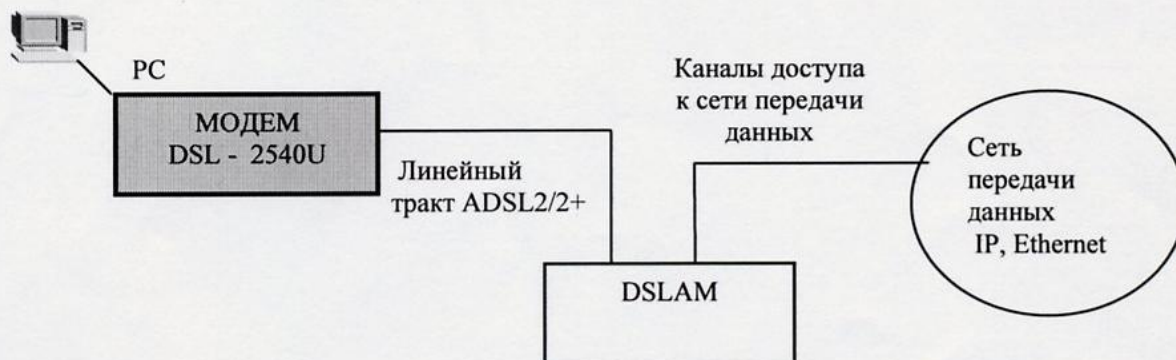 PC
МОДЕМ
DSL - 2540U
Линейный
тракт ADSL2/2+
Каналы доступа
к сети передачи
данных
Сеть
передачи
данных
IP, Ethernet
DSLAM